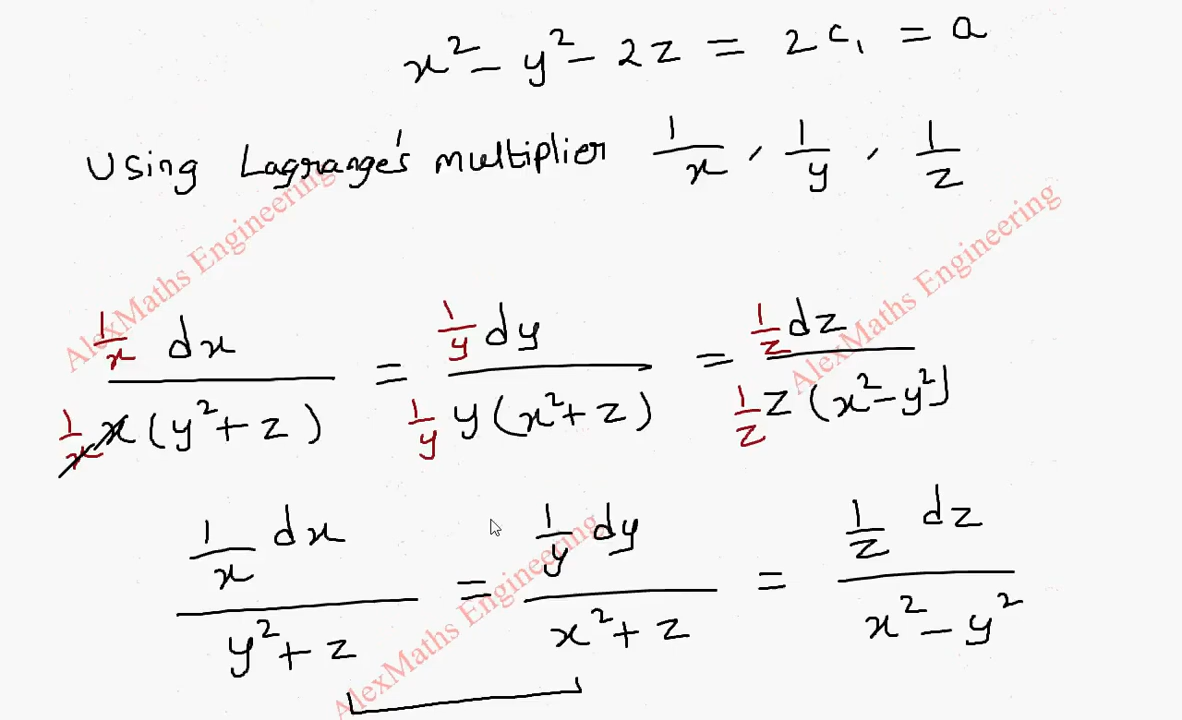 x² - y² - 2z = 2c₁ = a
Using Lagrange's multiplier 1/x , 1/y , 1/z
AlexMaths Engineering
AlexMaths Engineering
1/x dx / 1/x x(y²+z) = 1/y dy / 1/y y(x²+z) = 1/z dz / 1/z z(x²-y²)
1/x dx / y²+z = 1/y dy / x²+z = 1/z dz / x²-y²
AlexMaths Engineering